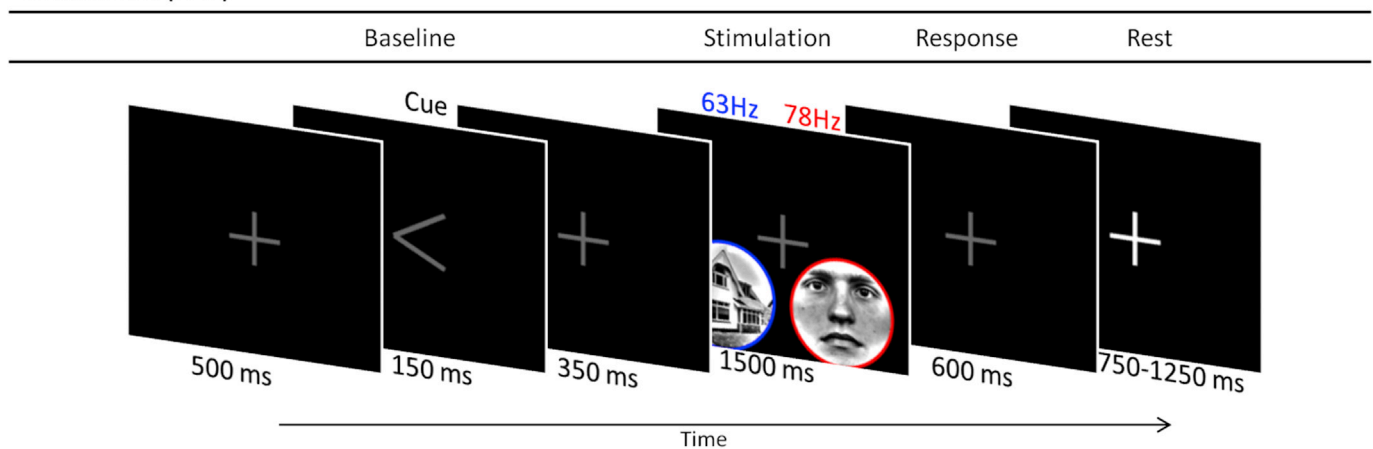 Baseline Stimulation Response Rest
Cue 63Hz 78Hz
500 ms 150 ms 350 ms 1500 ms 600 ms 750-1250 ms
Time